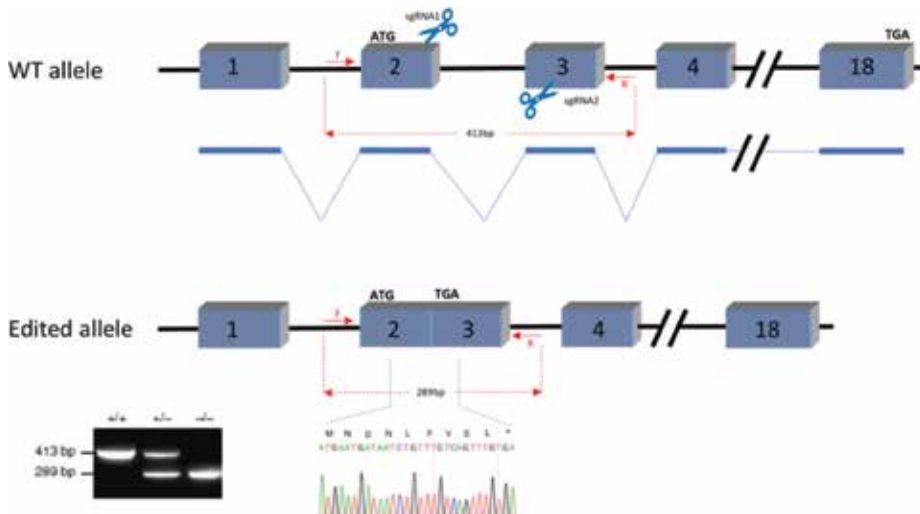 sgRNA1
ATG
TGA
WT allele
1
2
3
4
18
F
R
sgRNA2
413bp
ATG
TGA
Edited allele
1
2
3
4
18
F
R
289bp
+/+ +/− −/−
413 bp
289 bp
M N D N L F V S L *
ATGAATGATAATCTGTTTGTCAGTTTGTGA